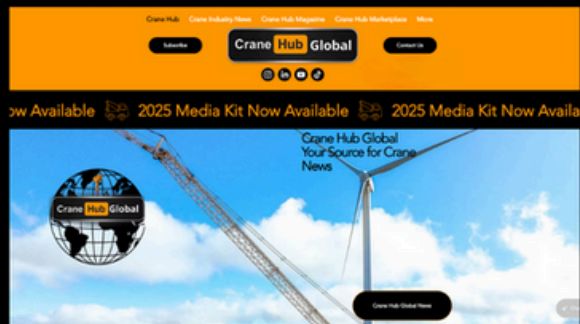 Crane Hub Crane Industry News Crane Hub Magazine Crane Hub Marketplace More
Subscribe
Crane Hub Global
Contact Us
ow Available 2025 Media Kit Now Available 2025 Media Kit Now Availa
Crane Hub Global
Your Source for Crane
News
Crane Hub Global
Crane Hub Global News